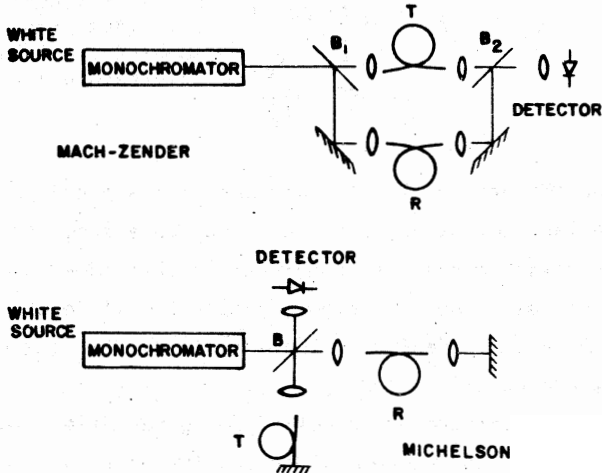 WHITE
SOURCE
MONOCHROMATOR
B₁
T
B₂
DETECTOR
MACH-ZENDER
R
DETECTOR
WHITE
SOURCE
MONOCHROMATOR
B
R
T
MICHELSON